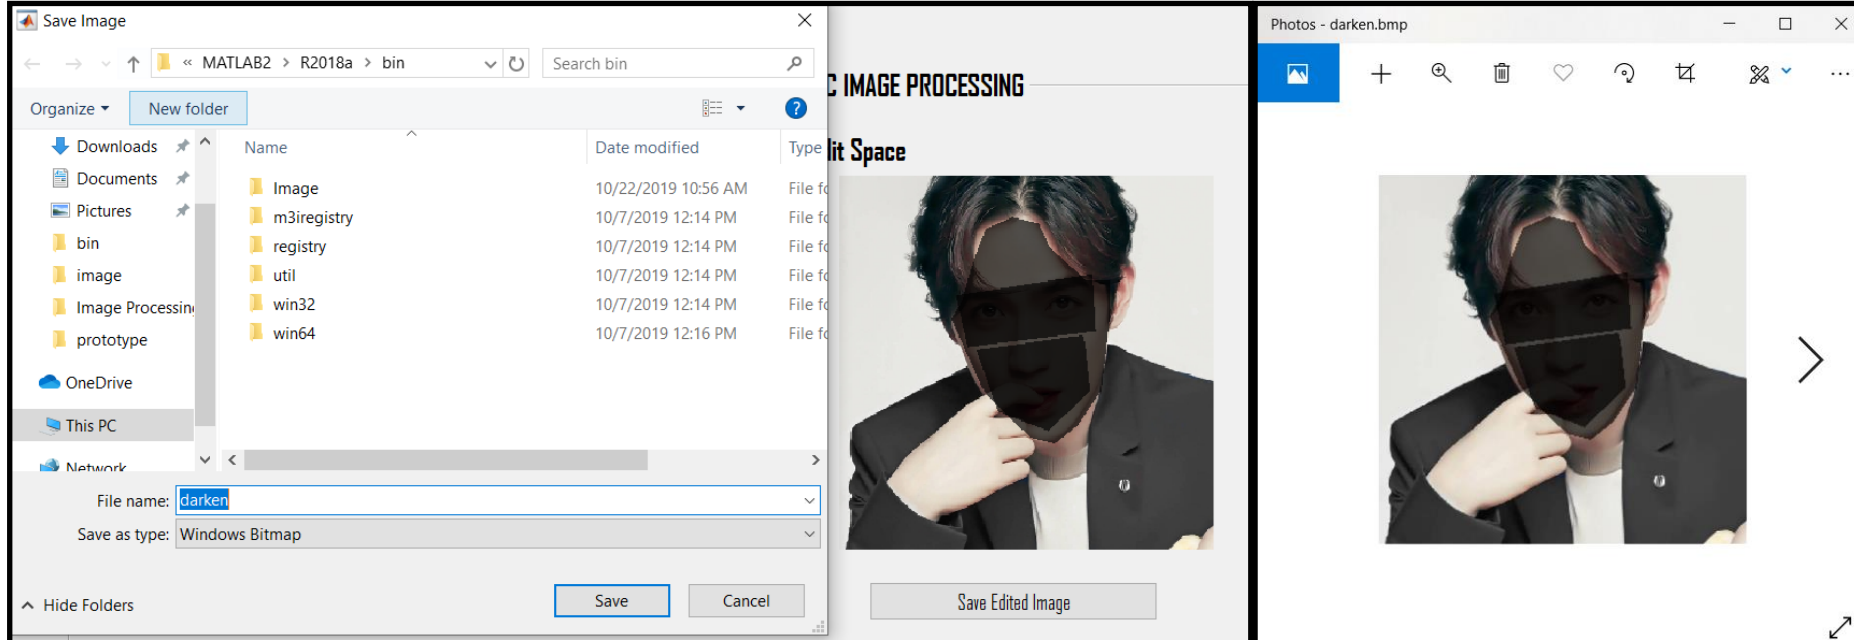 Save Image
« MATLAB2 > R2018a > bin
Search bin
Organize
New folder
Name
Date modified
Type
Downloads
Documents
Pictures
bin
image
Image Processin
prototype
OneDrive
This PC
Network
Image 10/22/2019 10:56 AM File fo
m3iregistry 10/7/2019 12:14 PM File fo
registry 10/7/2019 12:14 PM File fo
util 10/7/2019 12:14 PM File fo
win32 10/7/2019 12:14 PM File fo
win64 10/7/2019 12:16 PM File fo
File name: darken
Save as type: Windows Bitmap
Hide Folders
Save
Cancel
C IMAGE PROCESSING
dit Space
Save Edited Image
Photos - darken.bmp